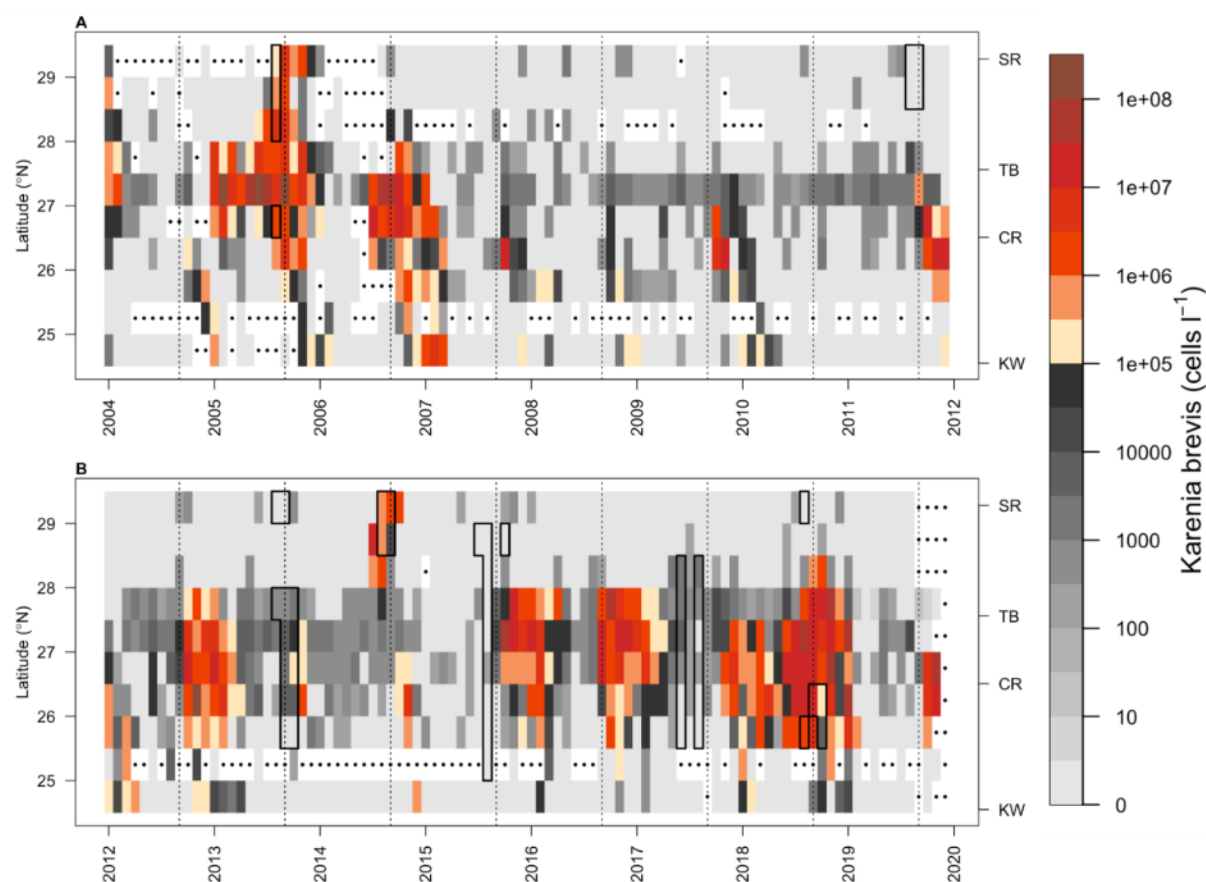 A
29
28
27
26
25
Latitude (°N)
SR
TB
CR
KW
2004
2005
2006
2007
2008
2009
2010
2011
2012
B
29
28
27
26
25
Latitude (°N)
SR
TB
CR
KW
2012
2013
2014
2015
2016
2017
2018
2019
2020
1e+08
1e+07
1e+06
1e+05
10000
1000
100
10
0
Karenia brevis (cells l⁻¹)